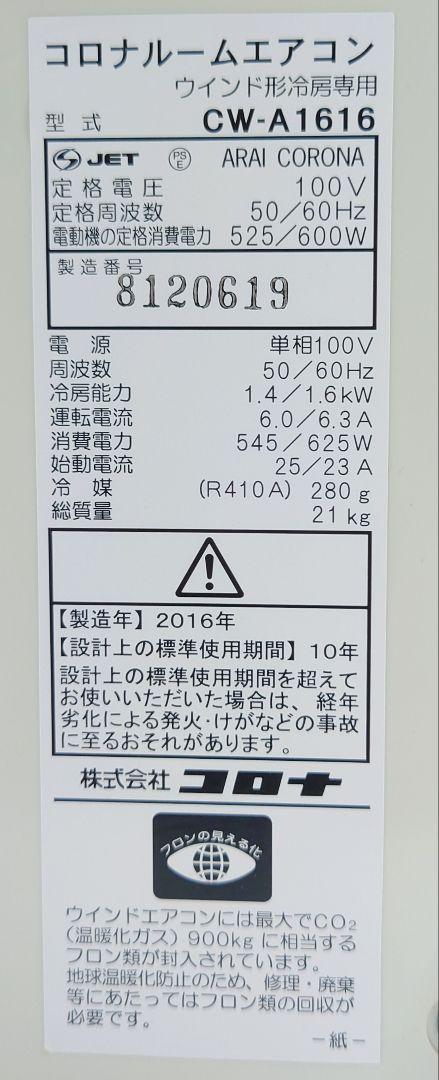 コロナルームエアコン
ウインド形冷房専用
型式 CW-A1616
JET PS E ARAI CORONA
定格電圧 100V
定格周波数 50/60Hz
電動機の定格消費電力 525/600W
製造番号
8120619
電源 単相100V
周波数 50/60Hz
冷房能力 1.4/1.6kW
運転電流 6.0/6.3A
消費電力 545/625W
始動電流 25/23A
冷媒 (R410A) 280g
総質量 21kg
【製造年】2016年
【設計上の標準使用期間】10年
設計上の標準使用期間を超えて
お使いいただいた場合は、経年
劣化による発火・けがなどの事故
に至るおそれがあります。
株式会社 コロナ
フロンの見える化
ウインドエアコンには最大でCO₂
(温暖化ガス)900kgに相当する
フロン類が封入されています。
地球温暖化防止のため、修理・廃棄
等にあたってはフロン類の回収が
必要です。
－紙－